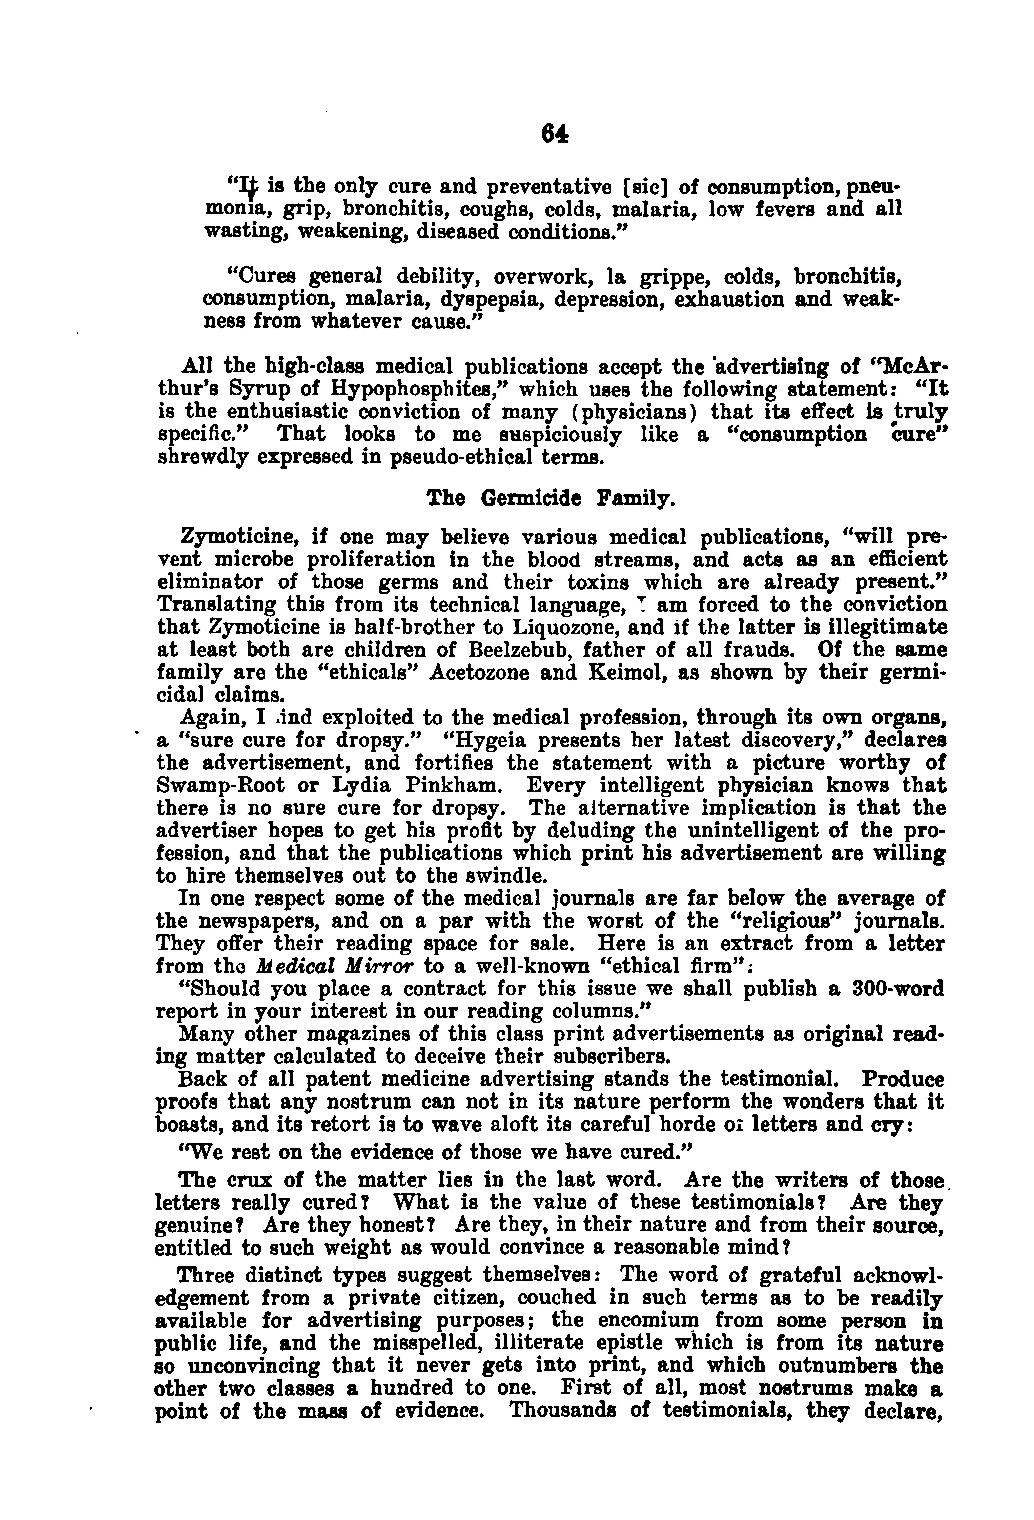 64
“It is the only cure and preventative [sic] of consumption, pneu-
monia, grip, bronchitis, coughs, colds, malaria, low fevers and all
wasting, weakening, diseased conditions.”
“Cures general debility, overwork, la grippe, colds, bronchitis,
consumption, malaria, dyspepsia, depression, exhaustion and weak-
ness from whatever cause.”
All the high-class medical publications accept the advertising of “McAr-
thur’s Syrup of Hypophosphites,” which uses the following statement: “It
is the enthusiastic conviction of many (physicians) that its effect is truly
specific.” That looks to me suspiciously like a “consumption cure”
shrewdly expressed in pseudo-ethical terms.
The Germicide Family.
Zymoticine, if one may believe various medical publications, “will pre-
vent microbe proliferation in the blood streams, and acts as an efficient
eliminator of those germs and their toxins which are already present.”
Translating this from its technical language, I am forced to the conviction
that Zymoticine is half-brother to Liquozone, and if the latter is illegitimate
at least both are children of Beelzebub, father of all frauds. Of the same
family are the “ethicals” Acetozone and Keimol, as shown by their germi-
cidal claims.
Again, I find exploited to the medical profession, through its own organs,
a “sure cure for dropsy.” “Hygeia presents her latest discovery,” declares
the advertisement, and fortifies the statement with a picture worthy of
Swamp-Root or Lydia Pinkham. Every intelligent physician knows that
there is no sure cure for dropsy. The alternative implication is that the
advertiser hopes to get his profit by deluding the unintelligent of the pro-
fession, and that the publications which print his advertisement are willing
to hire themselves out to the swindle.
In one respect some of the medical journals are far below the average of
the newspapers, and on a par with the worst of the “religious” journals.
They offer their reading space for sale. Here is an extract from a letter
from the Medical Mirror to a well-known “ethical firm”:
“Should you place a contract for this issue we shall publish a 300-word
report in your interest in our reading columns.”
Many other magazines of this class print advertisements as original read-
ing matter calculated to deceive their subscribers.
Back of all patent medicine advertising stands the testimonial. Produce
proofs that any nostrum can not in its nature perform the wonders that it
boasts, and its retort is to wave aloft its careful horde of letters and cry:
“We rest on the evidence of those we have cured.”
The crux of the matter lies in the last word. Are the writers of those
letters really cured? What is the value of these testimonials? Are they
genuine? Are they honest? Are they, in their nature and from their source,
entitled to such weight as would convince a reasonable mind?
Three distinct types suggest themselves: The word of grateful acknowl-
edgement from a private citizen, couched in such terms as to be readily
available for advertising purposes; the encomium from some person in
public life, and the misspelled, illiterate epistle which is from its nature
so unconvincing that it never gets into print, and which outnumbers the
other two classes a hundred to one. First of all, most nostrums make a
point of the mass of evidence. Thousands of testimonials, they declare,